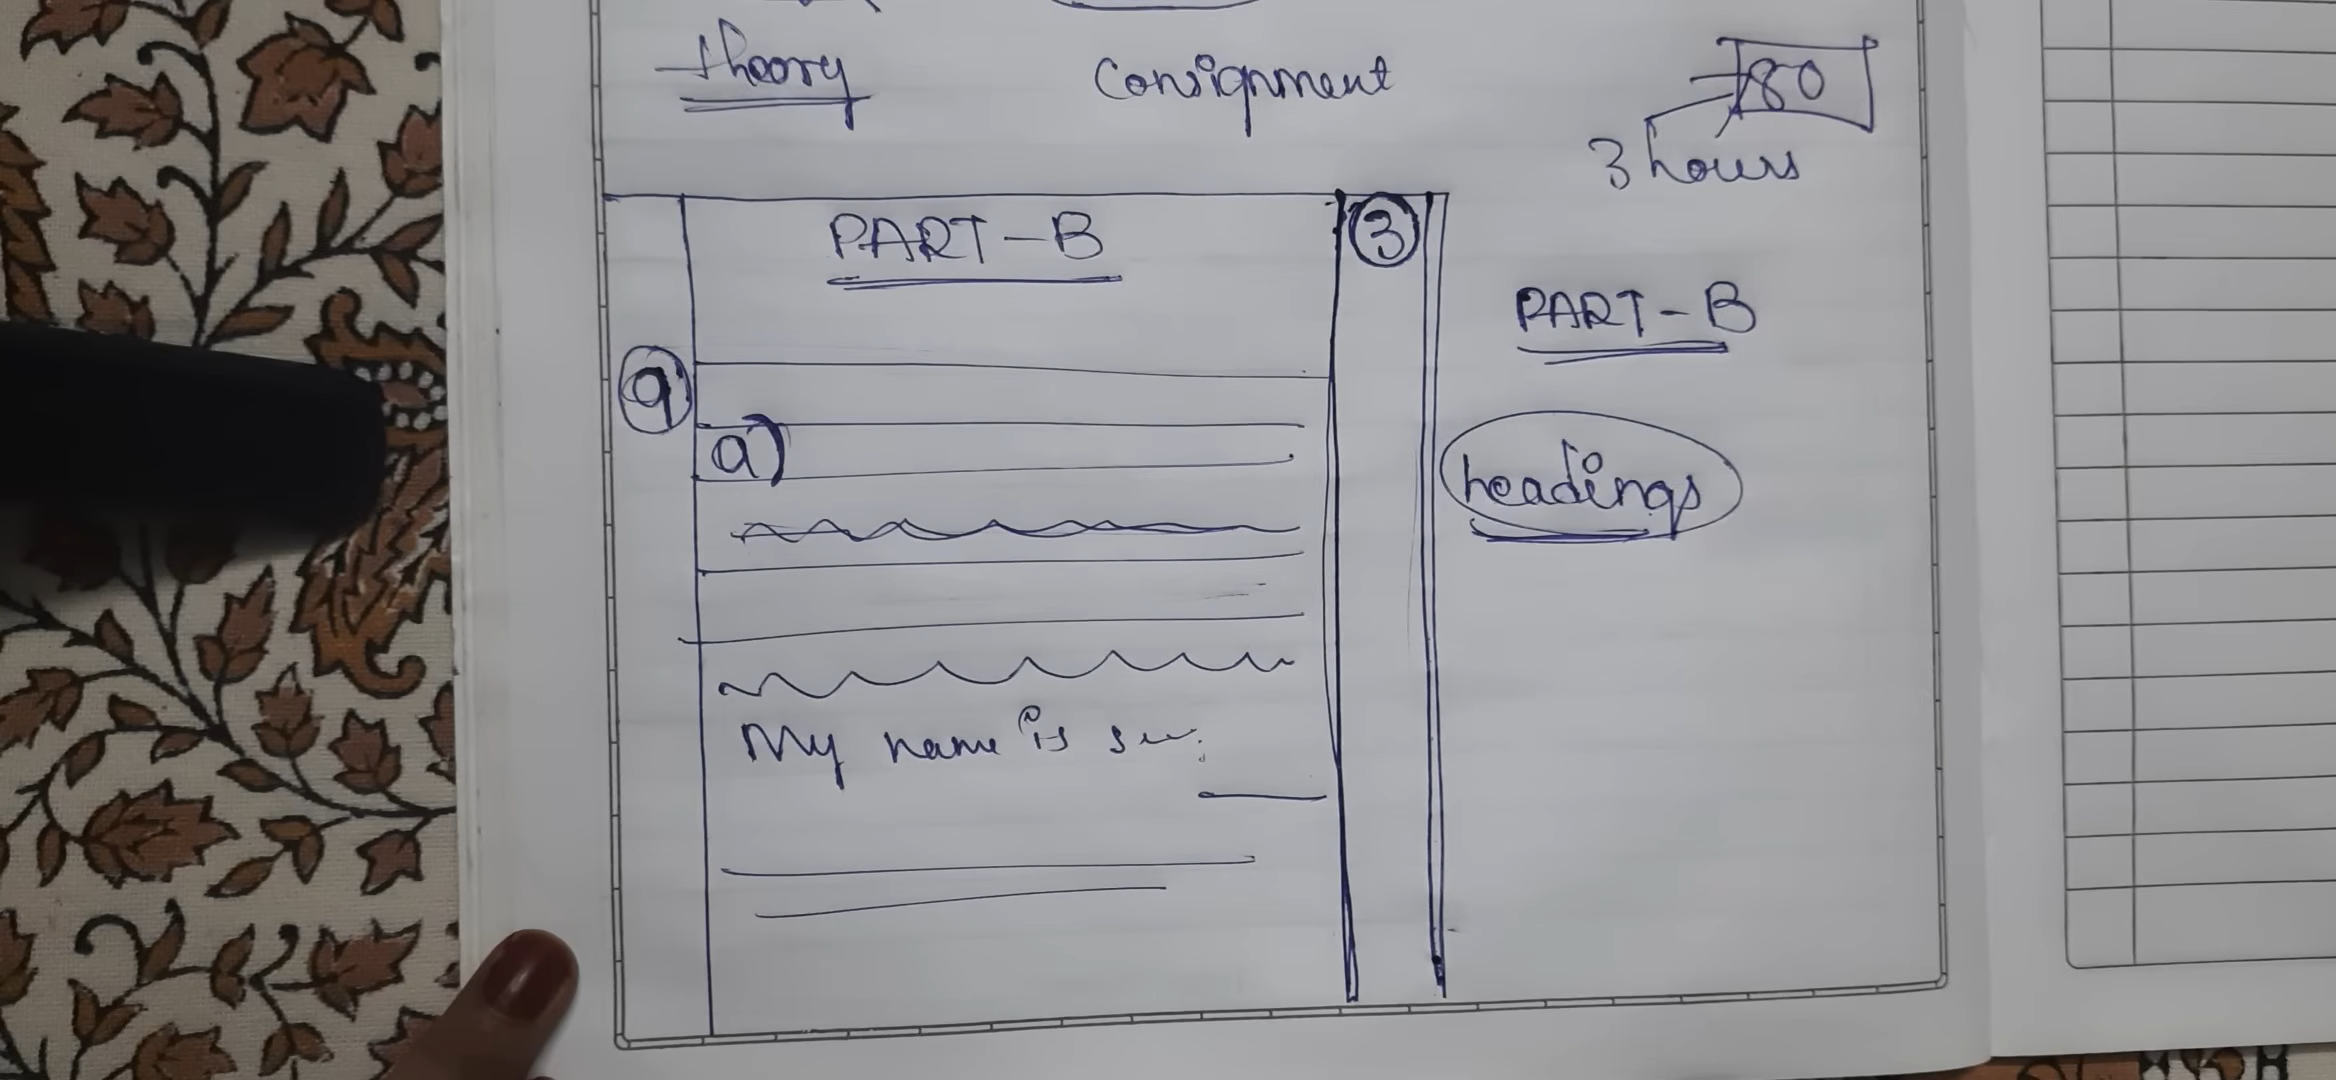 theory Consignment 80
3 hours
PART-B 3
PART-B
9
a)
headings
My name is